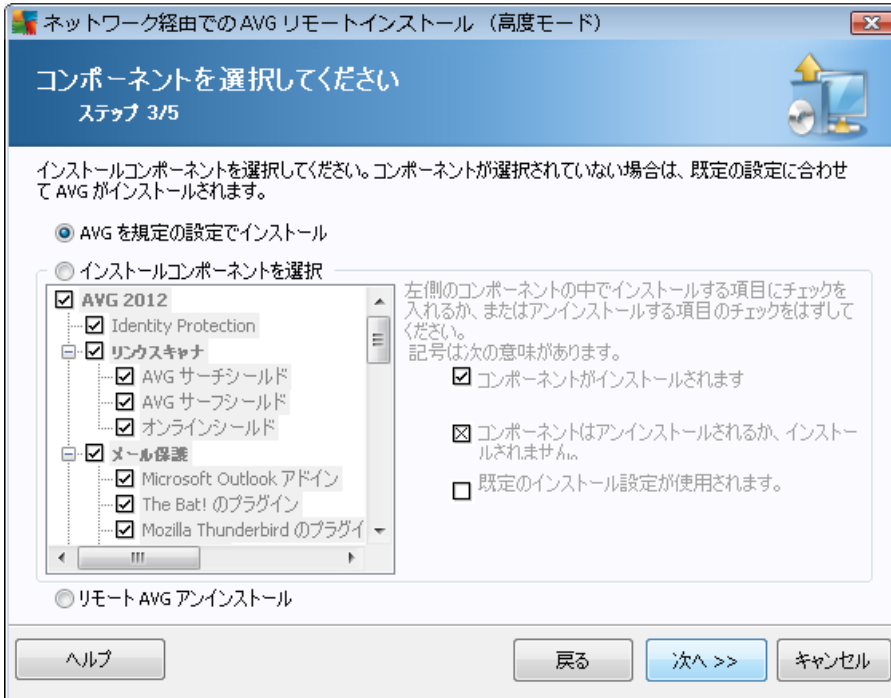 ネットワーク経由での AVG リモートインストール （高度モード）
コンポーネントを選択してください
ステップ 3/5
インストールコンポーネントを選択してください。コンポーネントが選択されていない場合は、既定の設定に合わせ
て AVG がインストールされます。
AVG を規定の設定でインストール
インストールコンポーネントを選択
AVG 2012
Identity Protection
リンクスキャナ
AVG サーチシールド
AVG サーフシールド
オンラインシールド
メール保護
Microsoft Outlook アドイン
The Bat! のプラグイン
Mozilla Thunderbird のプラグイ
左側のコンポーネントの中でインストールする項目にチェックを
入れるか、またはアンインストールする項目のチェックをはずして
ください。
記号は次の意味があります。
コンポーネントがインストールされます
コンポーネントはアンインストールされるか、インストー
ルされません。
既定のインストール設定が使用されます。
リモート AVG アンインストール
ヘルプ
戻る
次へ >>
キャンセル